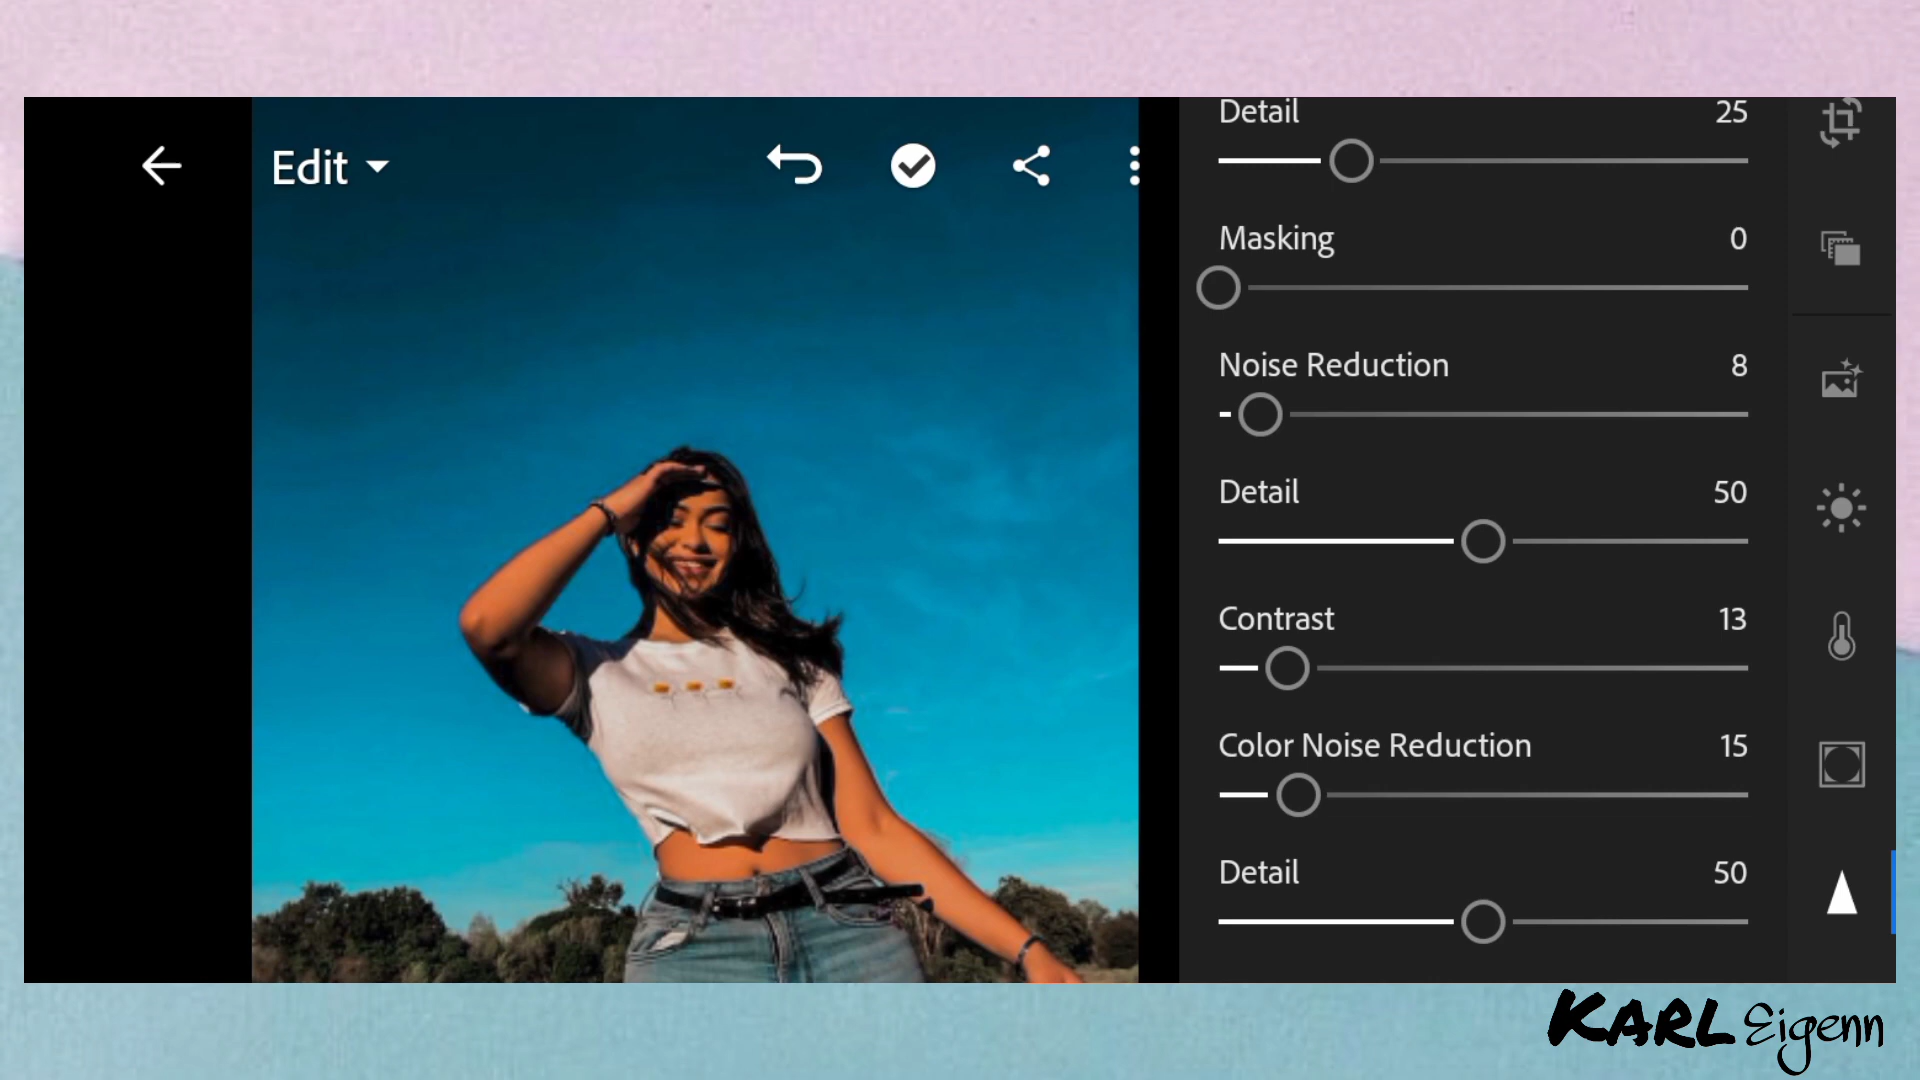 Edit
Detail 25
Masking 0
Noise Reduction 8
Detail 50
Contrast 13
Color Noise Reduction 15
Detail 50
KARL Eigenn